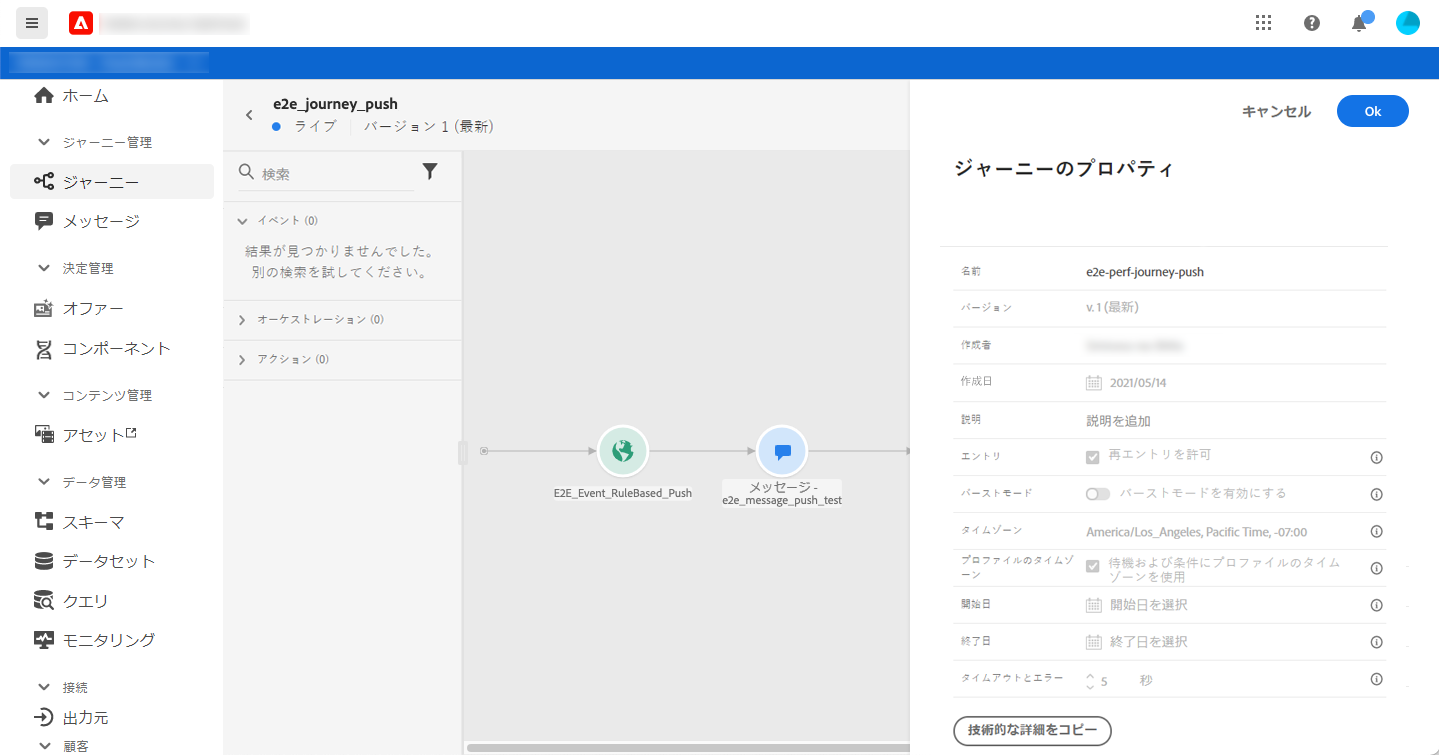 ホーム
ジャーニー管理
ジャーニー
メッセージ
決定管理
オファー
コンポーネント
コンテンツ管理
アセット
データ管理
スキーマ
データセット
クエリ
モニタリング
接続
出力元
顧客
e2e_journey_push
ライブ
バージョン 1 (最新)
検索
イベント (0)
結果が見つかりませんでした。
別の検索を試してください。
オーケストレーション (0)
アクション (0)
E2E_Event_RuleBased_Push
メッセージ -
e2e_message_push_test
キャンセル
Ok
ジャーニーのプロパティ
名前
e2e-perf-journey-push
バージョン
v. 1 (最新)
作成者
作成日
2021/05/14
説明
説明を追加
エントリ
再エントリを許可
バーストモード
バーストモードを有効にする
タイムゾーン
America/Los_Angeles, Pacific Time, -07:00
プロファイルのタイムゾ
ーン
待機および条件にプロファイルのタイム
ゾーンを使用
開始日
開始日を選択
終了日
終了日を選択
タイムアウトとエラー
5 秒
技術的な詳細をコピー